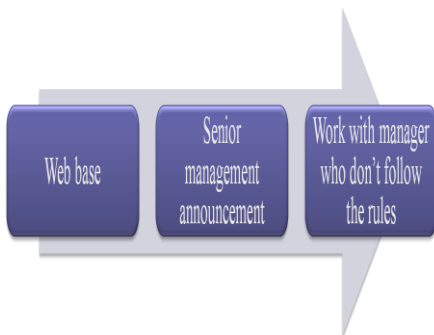 Web base
Senior
management
announcement
Work with manager
who don't follow
the rules